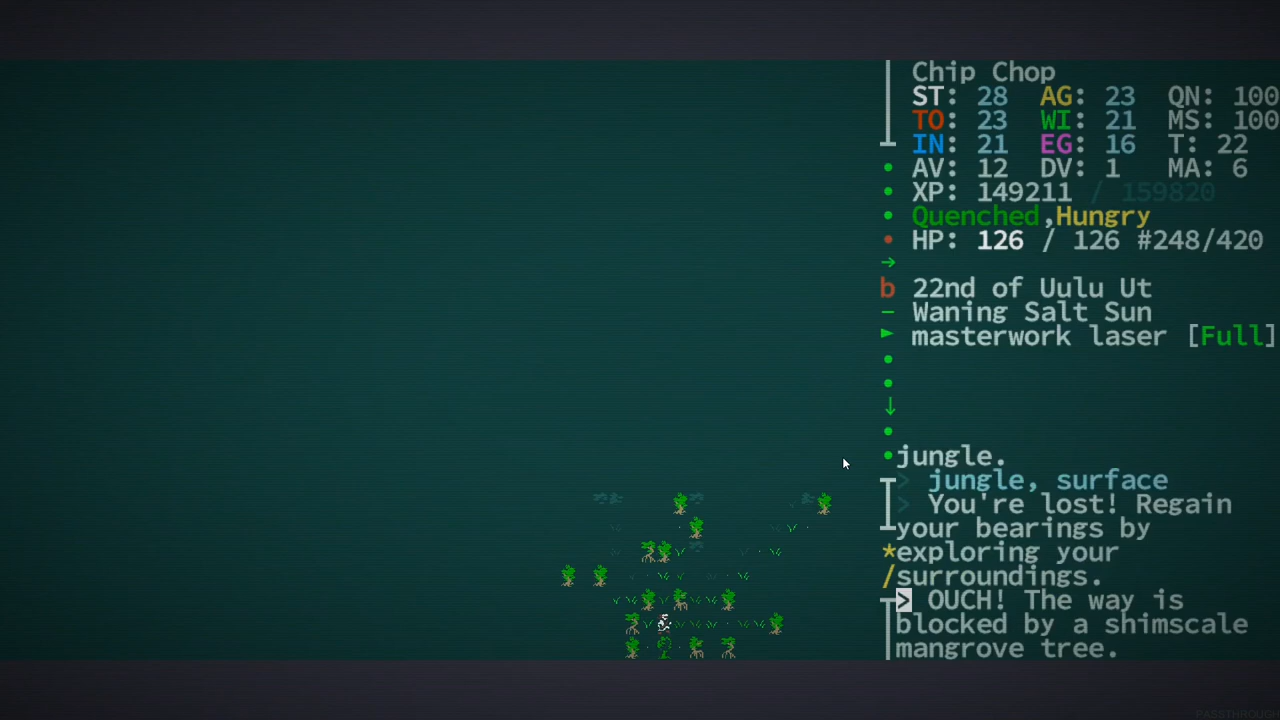 Chip Chop
ST: 28 AG: 23 QN: 100
TO: 23 WI: 21 MS: 100
IN: 21 EG: 16 T: 22
AV: 12 DV: 1 MA: 6
XP: 149211 / 159820
Quenched,Hungry
HP: 126 / 126 #248/420
b 22nd of Uulu Ut
Waning Salt Sun
masterwork laser [Full]
jungle.
> jungle, surface
> You're lost! Regain
your bearings by
*exploring your
/surroundings.
> OUCH! The way is
blocked by a shimscale
mangrove tree.
PASSTHROUGH